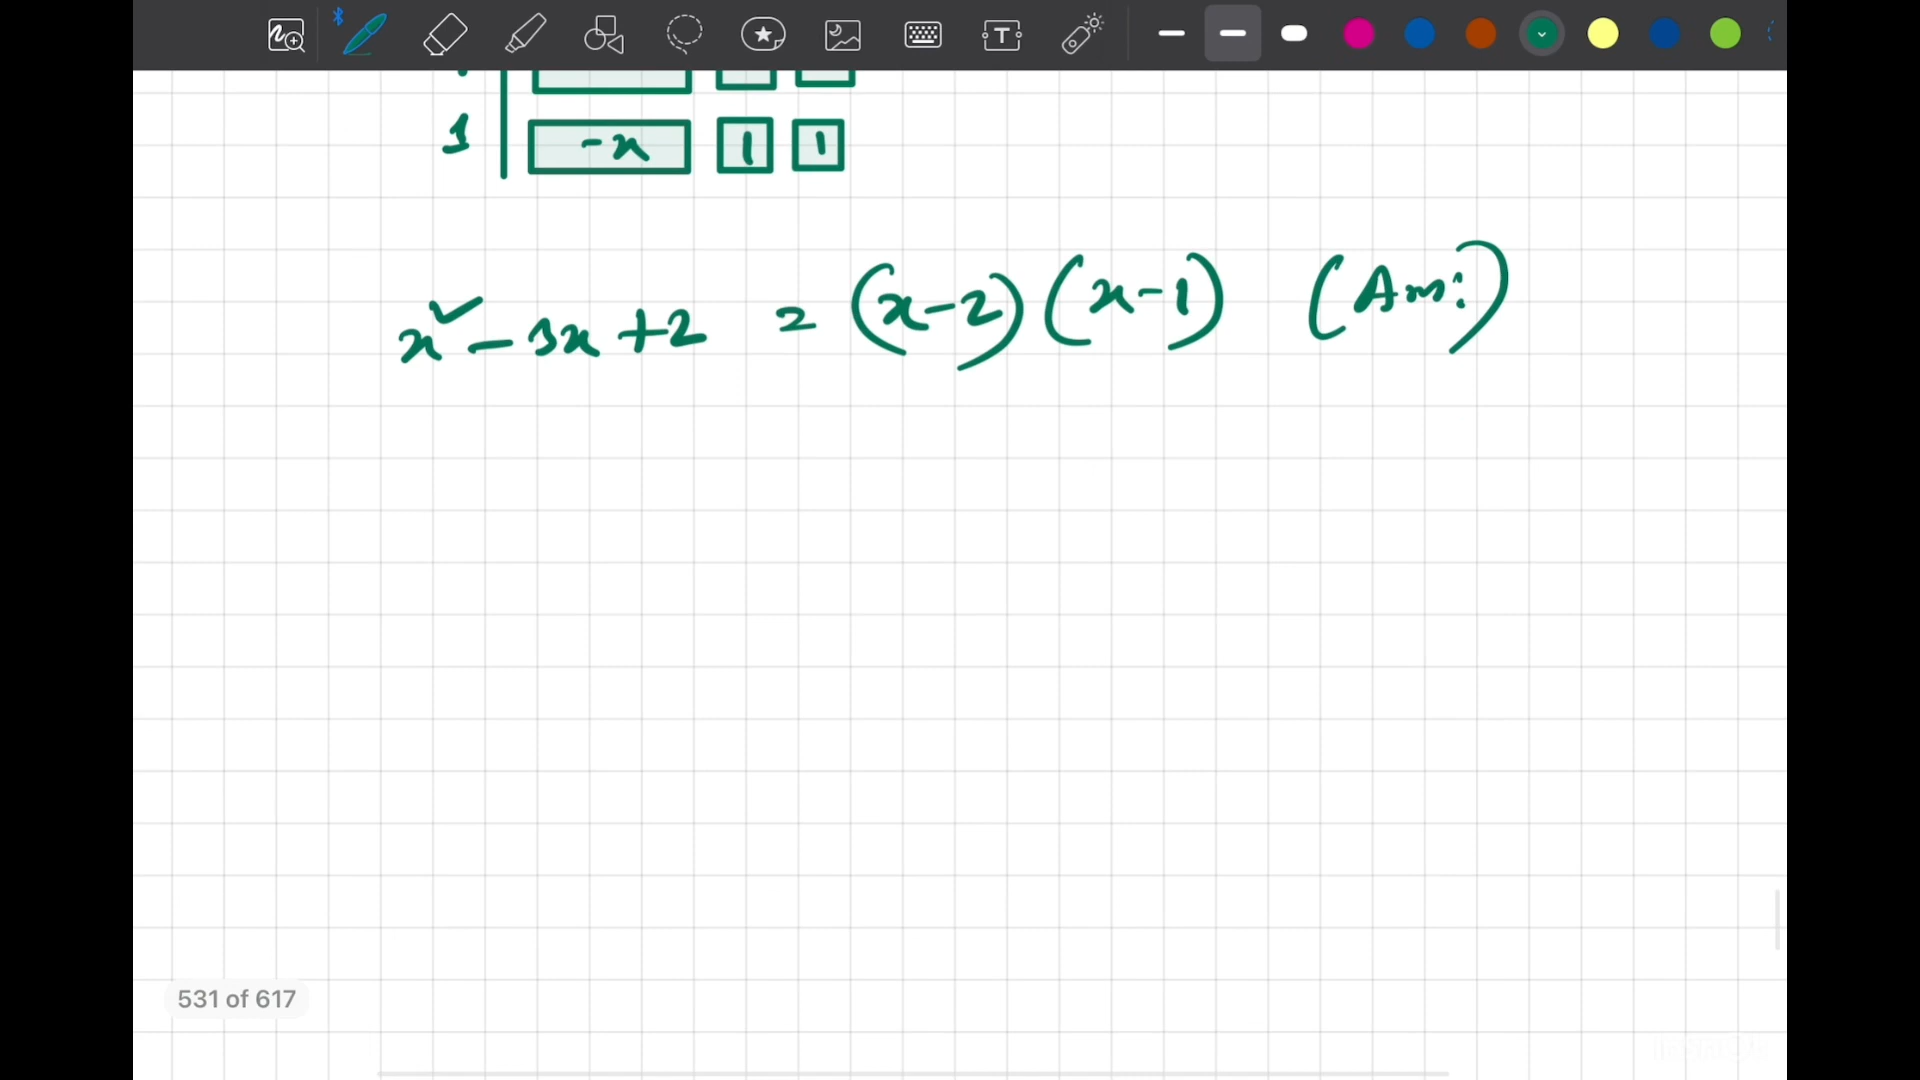 1 -x 1 1
x² - 3x + 2 = (x-2)(x-1) (Ans:)
531 of 617